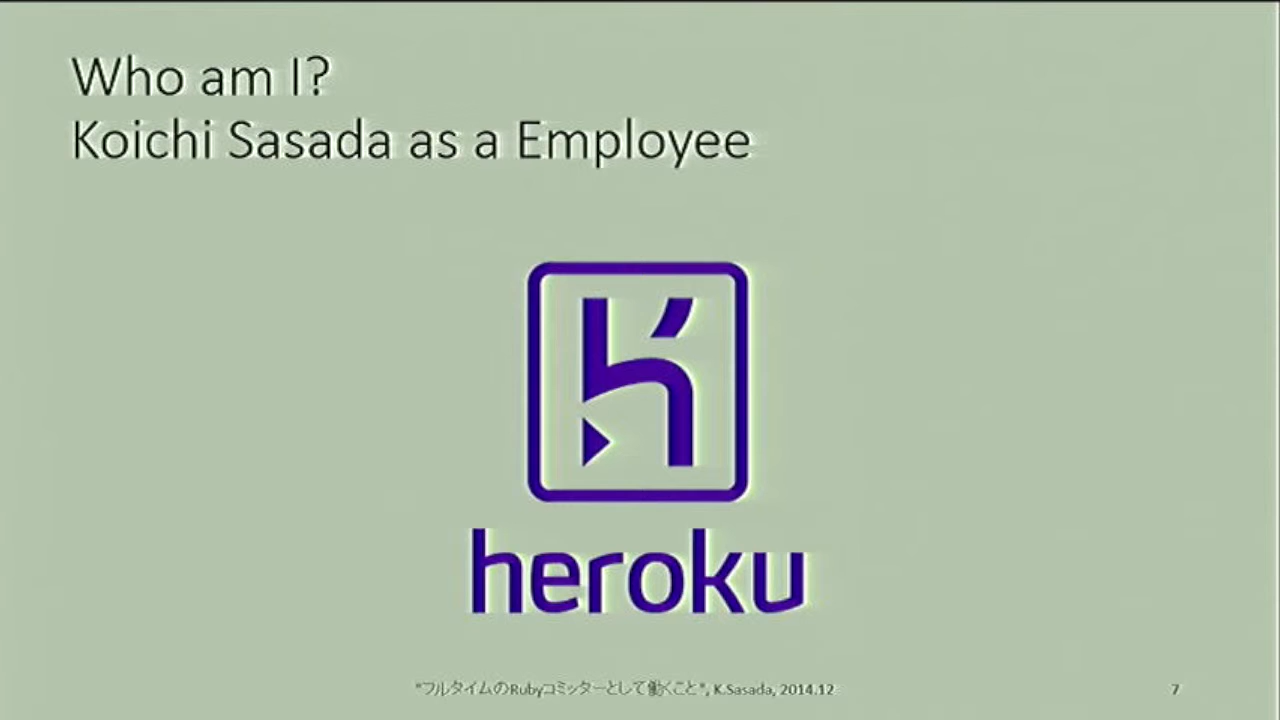 Who am I?
Koichi Sasada as a Employee
heroku
"フルタイムのRubyコミッターとして働くこと", K.Sasada, 2014.12
7